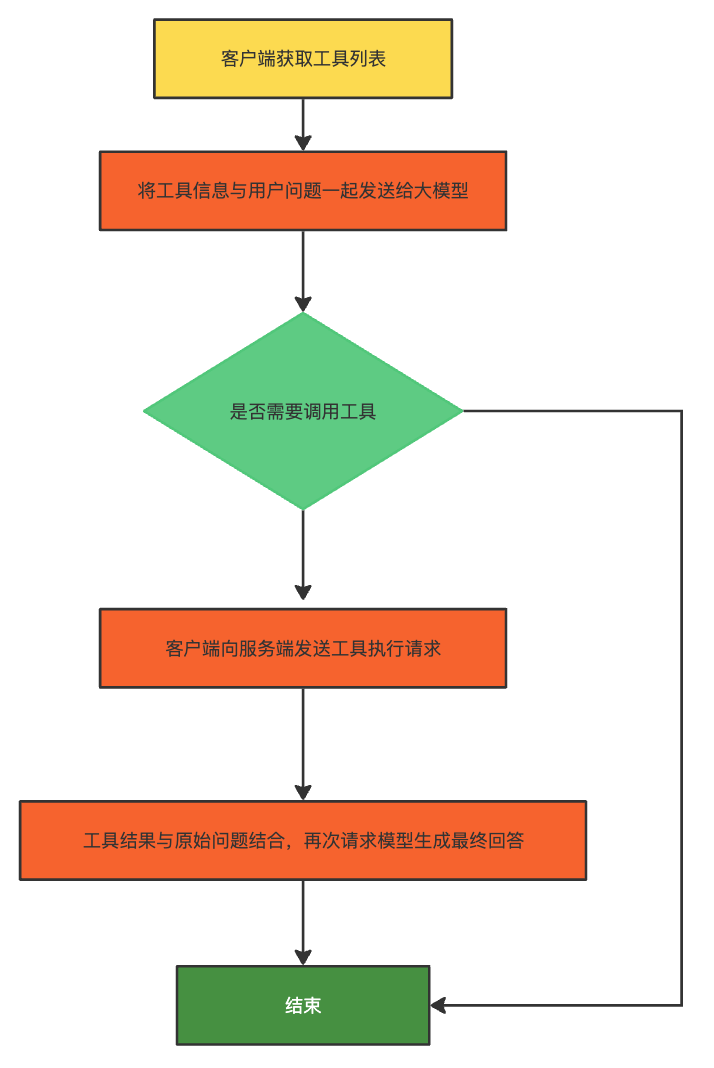 客户端获取工具列表
将工具信息与用户问题一起发送给大模型
是否需要调用工具
客户端向服务端发送工具执行请求
工具结果与原始问题结合，再次请求模型生成最终回答
结束